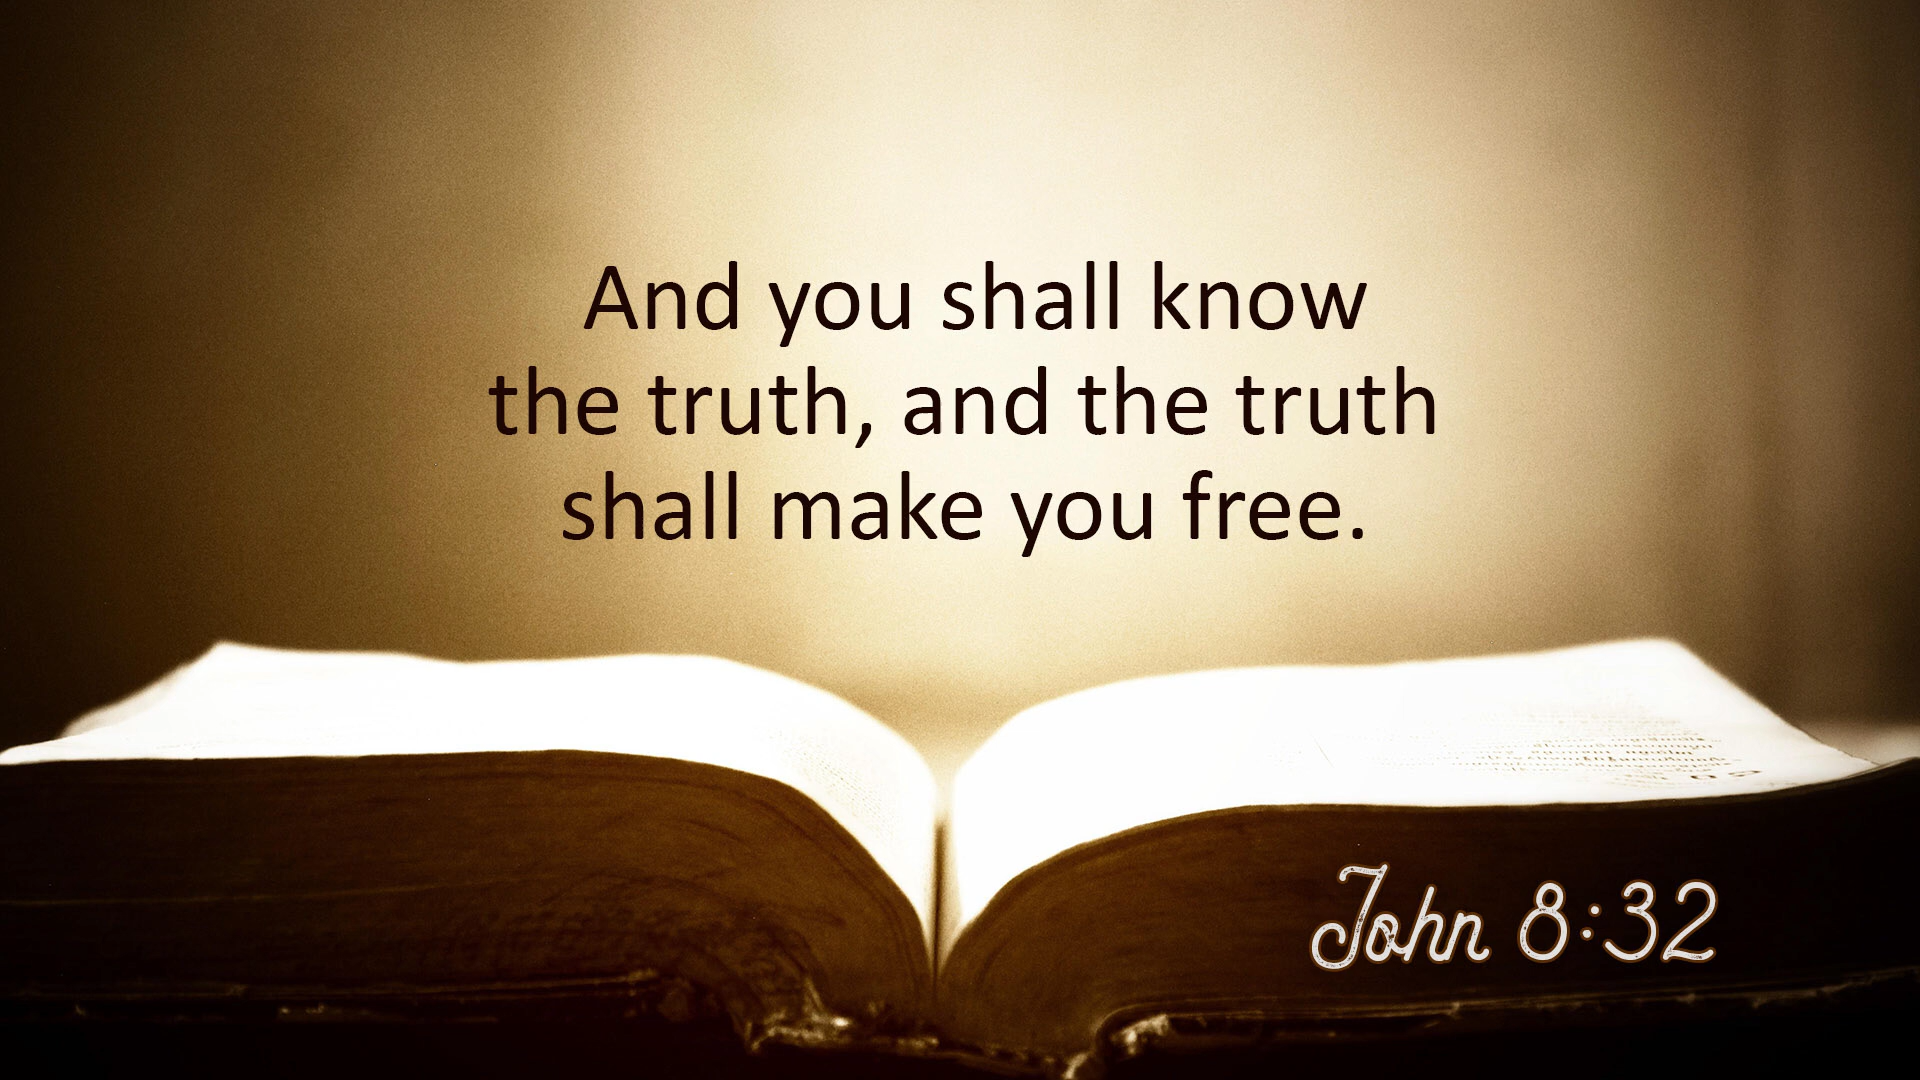 And you shall know
the truth, and the truth
shall make you free.
John 8:32